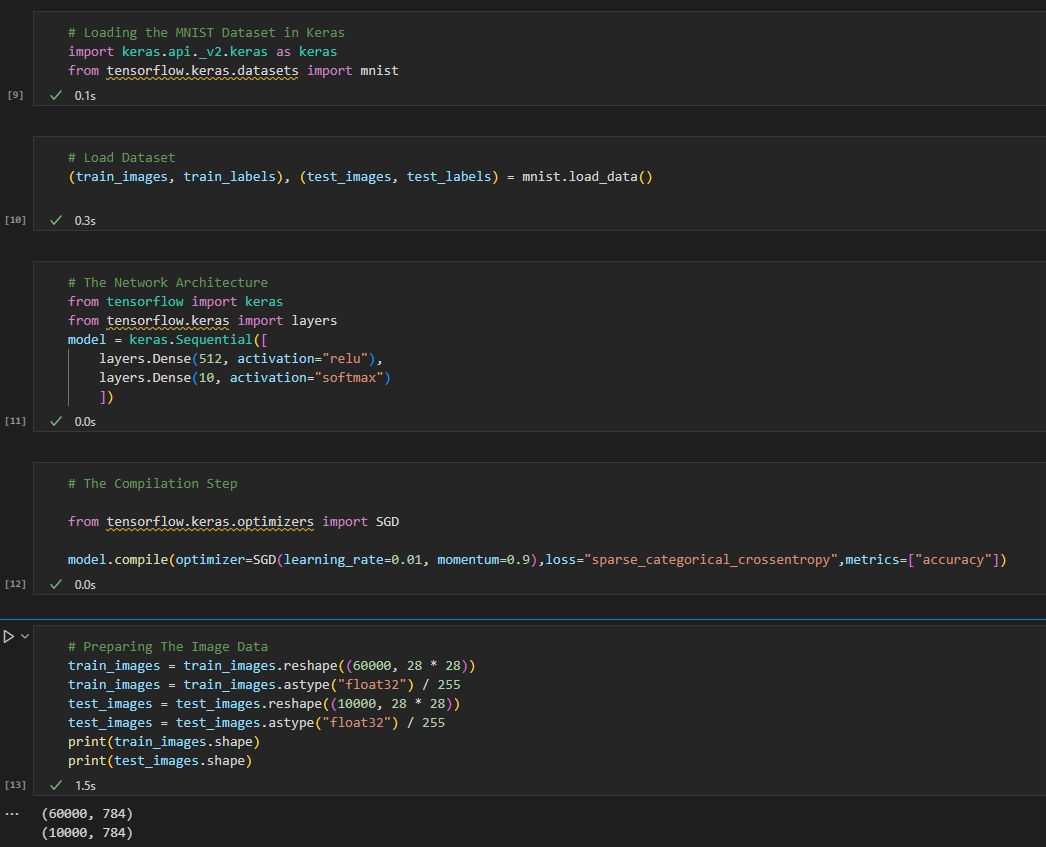 # Loading the MNIST Dataset in Keras
import keras.api._v2.keras as keras
from tensorflow.keras.datasets import mnist
[9]
0.1s
# Load Dataset
(train_images, train_labels), (test_images, test_labels) = mnist.load_data()
[10]
0.3s
# The Network Architecture
from tensorflow import keras
from tensorflow.keras import layers
model = keras.Sequential([
    layers.Dense(512, activation="relu"),
    layers.Dense(10, activation="softmax")
    ])
[11]
0.0s
# The Compilation Step
from tensorflow.keras.optimizers import SGD
model.compile(optimizer=SGD(learning_rate=0.01, momentum=0.9),loss="sparse_categorical_crossentropy",metrics=["accuracy"])
[12]
0.0s
# Preparing The Image Data
train_images = train_images.reshape((60000, 28 * 28))
train_images = train_images.astype("float32") / 255
test_images = test_images.reshape((10000, 28 * 28))
test_images = test_images.astype("float32") / 255
print(train_images.shape)
print(test_images.shape)
[13]
1.5s
(60000, 784)
(10000, 784)